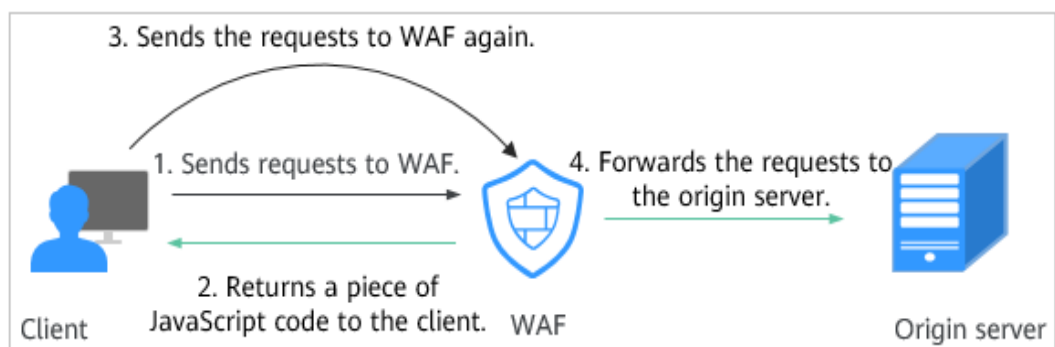 3. Sends the requests to WAF again.
1. Sends requests to WAF.
4. Forwards the requests to
the origin server.
2. Returns a piece of
JavaScript code to the client.
Client
WAF
Origin server